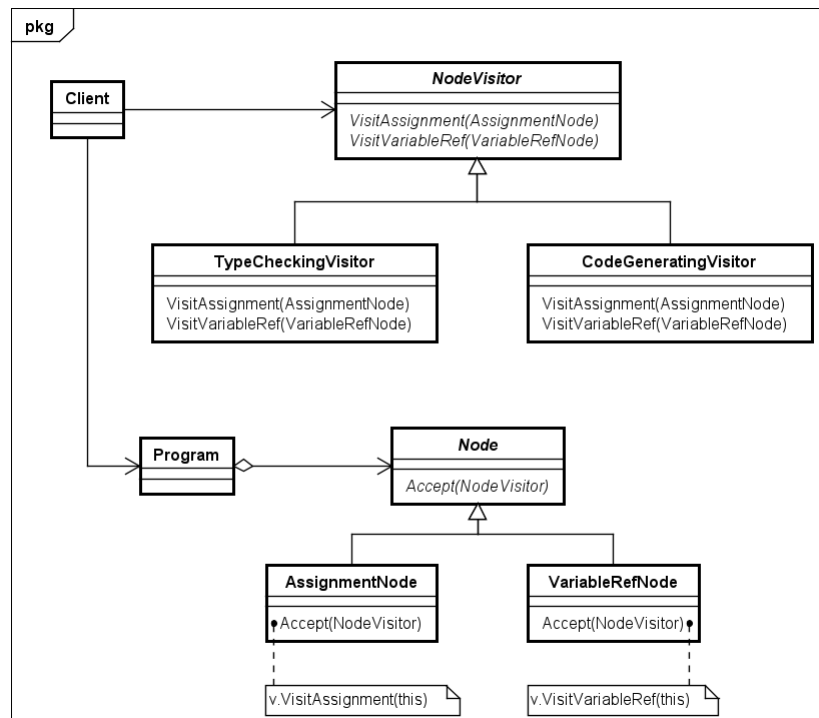 pkg
NodeVisitor
Client
VisitAssignment(AssignmentNode)
VisitVariableRef(VariableRefNode)
TypeCheckingVisitor
CodeGeneratingVisitor
VisitAssignment(AssignmentNode)
VisitVariableRef(VariableRefNode)
VisitAssignment(AssignmentNode)
VisitVariableRef(VariableRefNode)
Program
Node
Accept(NodeVisitor)
AssignmentNode
VariableRefNode
Accept(NodeVisitor)
Accept(NodeVisitor)
v.VisitAssignment(this)
v.VisitVariableRef(this)